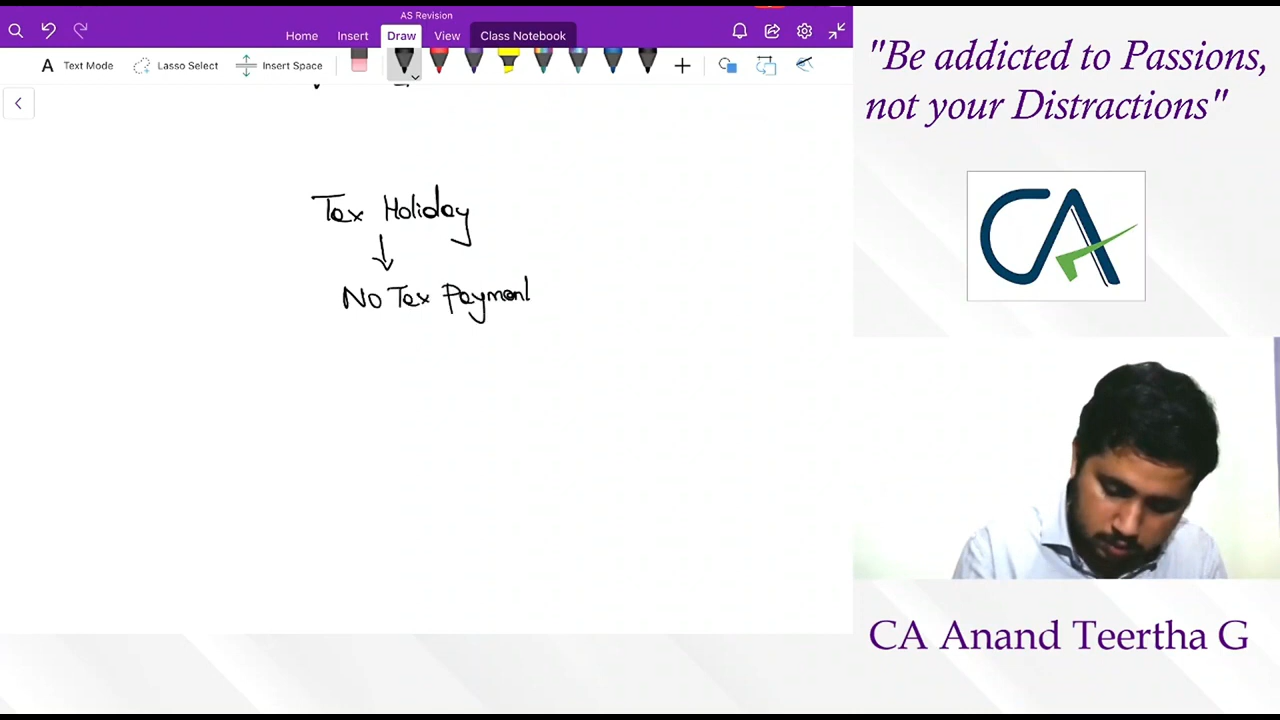 AS Revision
Home Insert Draw View Class Notebook
Text Mode Lasso Select Insert Space
Tax Holiday
No Tax Payment
"Be addicted to Passions,
not your Distractions"
CA
CA Anand Teertha G